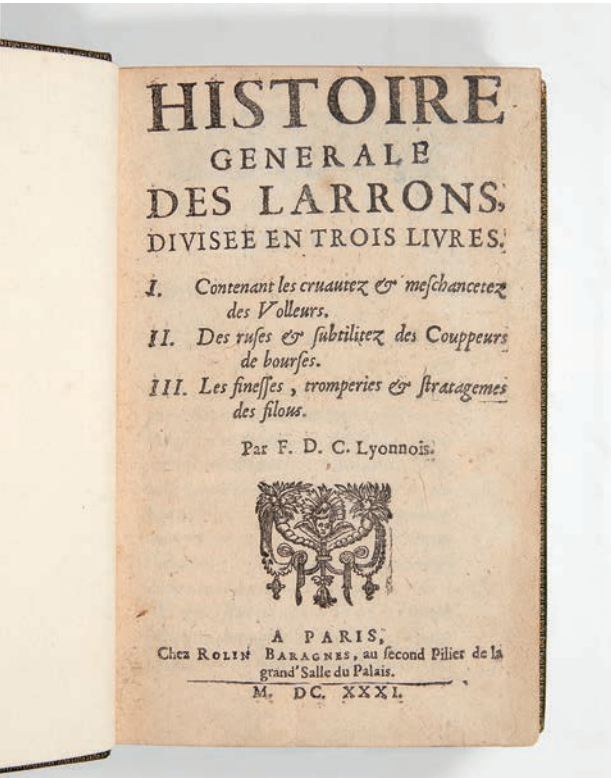 HISTOIRE
GENERALE
DES LARRONS,
DIVISEE EN TROIS LIVRES.
I. Contenant les cruautez & meſchancetez
des Volleurs.
II. Des ruſes & ſubtilitez des Couppeurs
de bourſes.
III. Les fineſſes, tromperies & ſtratagemes
des filous.
Par F. D. C. Lyonnois.
A PARIS,
Chez ROLIN BARAGNES, au ſecond Pilier de la
grand'Salle du Palais.
M. DC. XXXI.